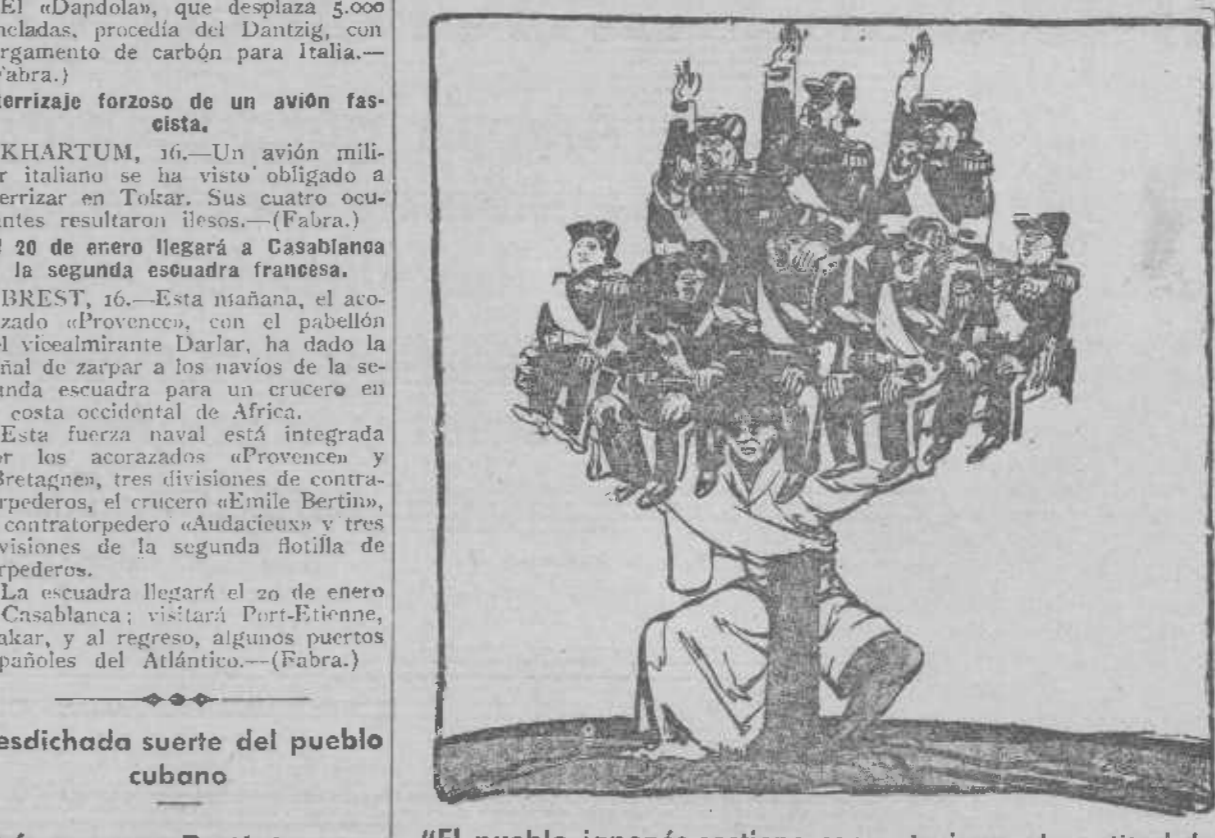 El «Dandola», que desplaza 5.000
neladas, procedía del Dantzig, con
rgamento de carbón para Italia.—
abra.)
terrizaje forzoso de un avión fas-
cista.
KHARTUM, 16.—Un avión mili-
r italiano se ha visto obligado a
errizar en Tokar. Sus cuatro ocu-
antes resultaron ilesos.—(Fabra.)
20 de enero llegará a Casablanca
la segunda escuadra francesa.
BREST, 16.—Esta mañana, el aco-
zado «Provence», con el pabellón
l vicealmirante Darlar, ha dado la
ñal de zarpar a los navíos de la se-
unda escuadra para un crucero en
costa occidental de Africa.
Esta fuerza naval está integrada
r los acorazados «Provence» y
Bretagne», tres divisiones de contra-
rpederos, el crucero «Emile Bertin»,
contratorpedero «Audacieux» y tres
visiones de la segunda flotilla de
rpederos.
La escuadra llegará el 20 de enero
Casablanca; visitará Port-Etienne,
akar, y al regreso, algunos puertos
pañoles del Atlántico.—(Fabra.)
esdichada suerte del pueblo
cubano
"El pueblo japonés sostiene